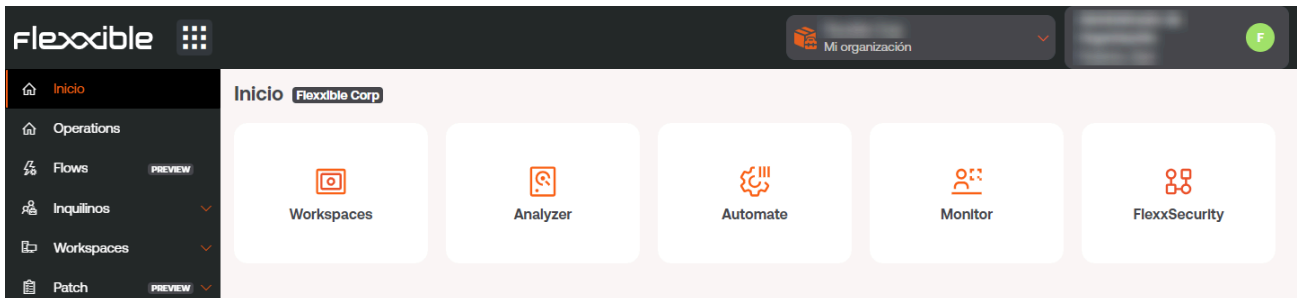 Flexxible
Mi organización
F
Inicio
Operations
Flows PREVIEW
Inquilinos
Workspaces
Patch PREVIEW
Inicio Flexxible Corp
Workspaces
Analyzer
Automate
Monitor
FlexxSecurity